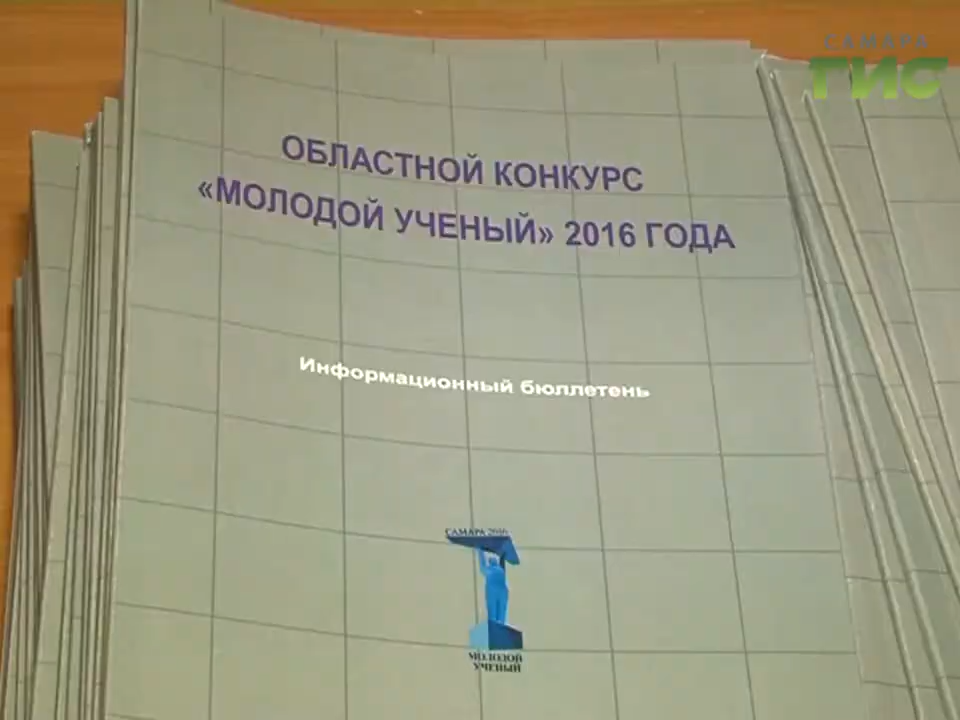 САМАРА
ГИС
ОБЛАСТНОЙ КОНКУРС
«МОЛОДОЙ УЧЕНЫЙ» 2016 ГОДА
Информационный бюллетень
САМАРА 2016
МОЛОДОЙ
УЧЕНЫЙ